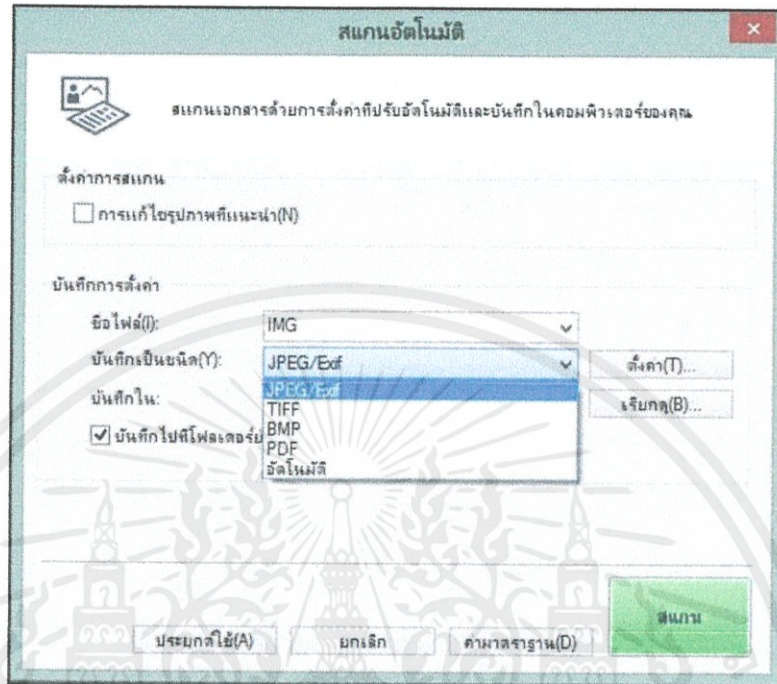 สแกนอัตโนมัติ
สแกนเอกสารด้วยการตั้งค่าที่ปรับอัตโนมัติและบันทึกในคอมพิวเตอร์ของคุณ
ตั้งค่าการสแกน
การแก้ไขรูปภาพที่แนะนำ(N)
บันทึกการตั้งค่า
ชื่อไฟล์(I): IMG
บันทึกเป็นชนิด(Y): JPEG/Exif ตั้งค่า(T)...
JPEG/Exif
บันทึกใน: เรียกดู(B)...
TIFF
BMP
บันทึกไปที่โฟลเดอร์ย
PDF
อัตโนมัติ
สแกน
ประยุกต์ใช้(A) ยกเลิก ค่ามาตรฐาน(D)